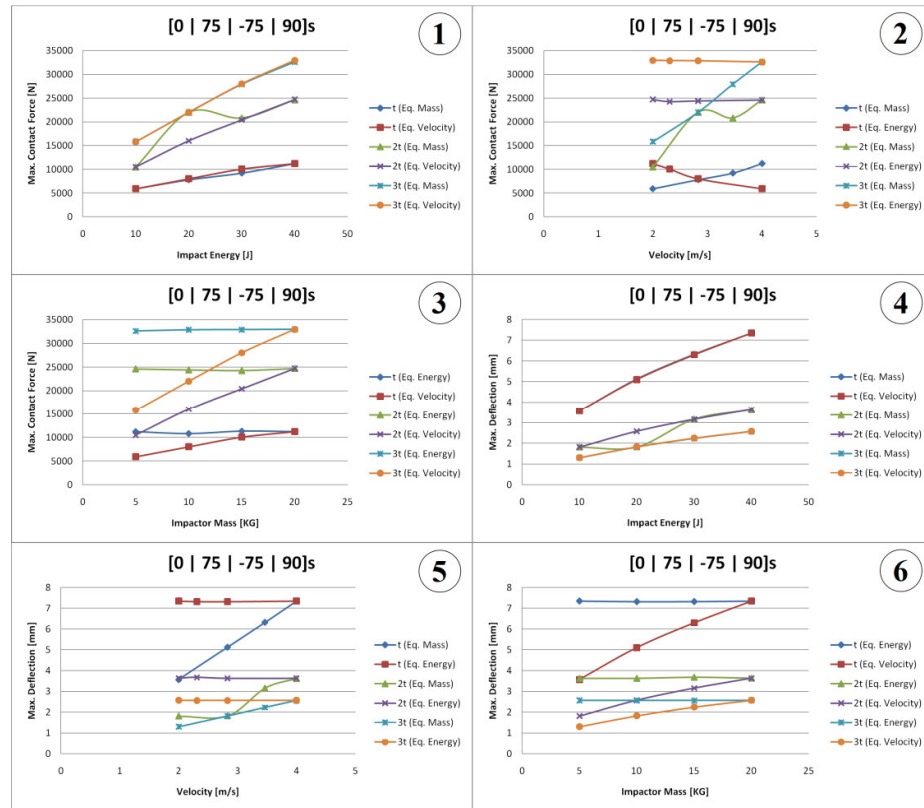 [0 | 75 | -75 | 90]s
1
Max. Contact Force [N]
35000
30000
25000
20000
15000
10000
5000
0
0 10 20 30 40 50
Impact Energy [J]
t (Eq. Mass)
t (Eq. Velocity)
2t (Eq. Mass)
2t (Eq. Velocity)
3t (Eq. Mass)
3t (Eq. Velocity)
[0 | 75 | -75 | 90]s
2
Max. Contact Force [N]
35000
30000
25000
20000
15000
10000
5000
0
0 1 2 3 4 5
Velocity [m/s]
t (Eq. Mass)
t (Eq. Energy)
2t (Eq. Mass)
2t (Eq. Energy)
3t (Eq. Mass)
3t (Eq. Energy)
[0 | 75 | -75 | 90]s
3
Max. Contact Force [N]
35000
30000
25000
20000
15000
10000
5000
0
0 5 10 15 20 25
Impactor Mass [KG]
t (Eq. Energy)
t (Eq. Velocity)
2t (Eq. Energy)
2t (Eq. Velocity)
3t (Eq. Energy)
3t (Eq. Velocity)
[0 | 75 | -75 | 90]s
4
Max. Deflection [mm]
8
7
6
5
4
3
2
1
0
0 10 20 30 40 50
Impact Energy [J]
t (Eq. Mass)
t (Eq. Velocity)
2t (Eq. Mass)
2t (Eq. Velocity)
3t (Eq. Mass)
3t (Eq. Velocity)
[0 | 75 | -75 | 90]s
5
Max. Deflection [mm]
8
7
6
5
4
3
2
1
0
0 1 2 3 4 5
Velocity [m/s]
t (Eq. Mass)
t (Eq. Energy)
2t (Eq. Mass)
2t (Eq. Energy)
3t (Eq. Mass)
3t (Eq. Energy)
[0 | 75 | -75 | 90]s
6
Max. Deflection [mm]
8
7
6
5
4
3
2
1
0
0 5 10 15 20 25
Impactor Mass [KG]
t (Eq. Energy)
t (Eq. Velocity)
2t (Eq. Energy)
2t (Eq. Velocity)
3t (Eq. Energy)
3t (Eq. Velocity)